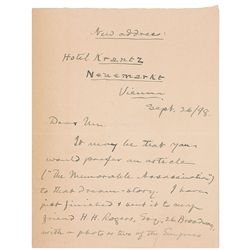 New address:
Hotel Krantz
Neuemarkt
Vienna
Sept. 26/98
Dear Mr.
It may be that you
would prefer an article
("The Memorable Assassination")
to that dream-story. I have
just finished & sent it to my
friend H. H. Rogers, Esq, 26 Broadway,
with a photo or two of the Empress